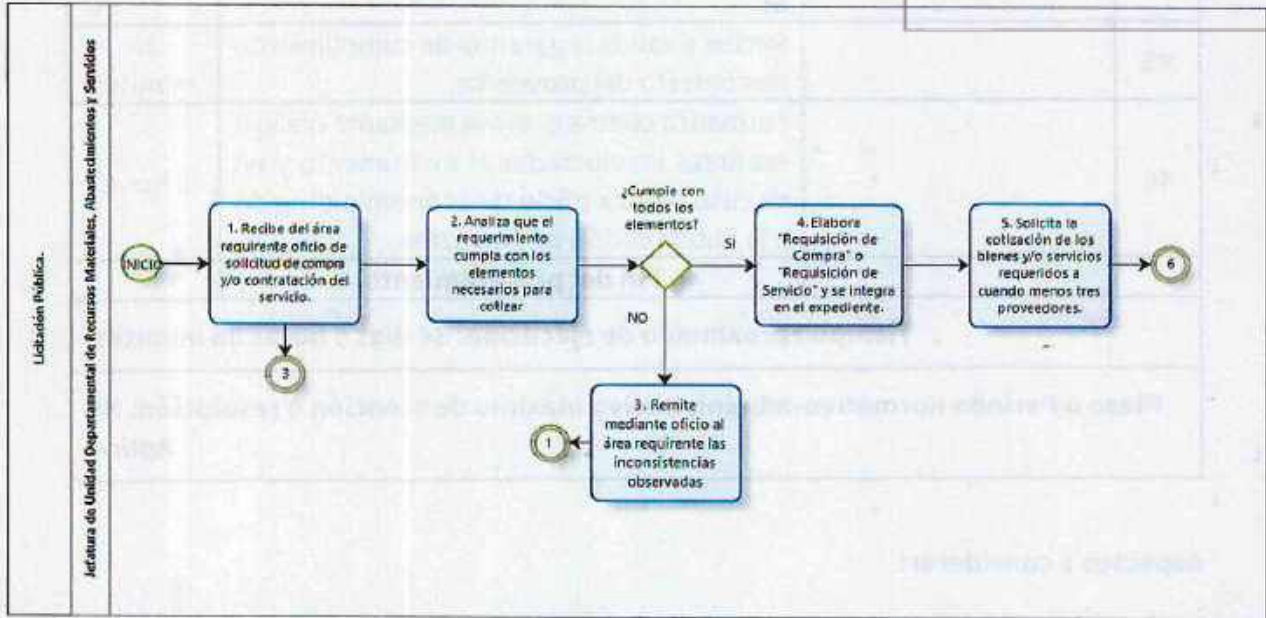 Licitación Pública.
Jefatura de Unidad Departamental de Recursos Materiales, Abastecimientos y Servicios
INICIO
1. Recibe del área
requirente oficio de
solicitud de compra
y/o contratación del
servicio.
3
2. Analiza que el
requerimiento
cumpla con los
elementos
necesarios para
cotizar
¿Cumple con
todos los
elementos?
SI
NO
3. Remite
mediante oficio al
área requirente las
inconsistencias
observadas
1
4. Elabora
"Requisición de
Compra" o
"Requisición de
Servicio" y se integra
en el expediente.
5. Solicita la
cotización de los
bienes y/o servicios
requeridos a
cuando menos tres
proveedores.
6